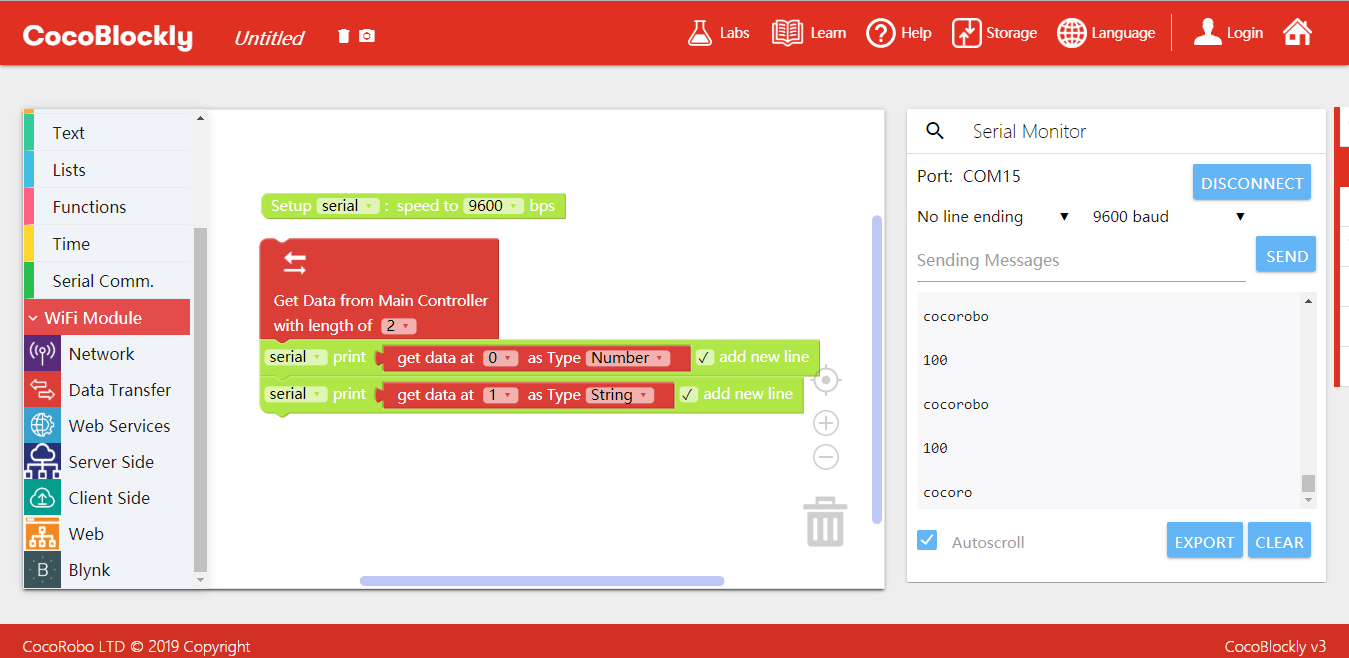 CocoBlockly Untitled Labs Learn Help Storage Language Login
Text
Lists
Functions
Time
Serial Comm.
WiFi Module
Network
Data Transfer
Web Services
Server Side
Client Side
Web
B Blynk
Setup serial : speed to 9600 bps
Get Data from Main Controller
with length of 2
serial print get data at 0 as Type Number ✓ add new line
serial print get data at 1 as Type String ✓ add new line
Serial Monitor
Port: COM15
DISCONNECT
No line ending 9600 baud
Sending Messages SEND
cocorobo
100
cocorobo
100
cocoro
Autoscroll EXPORT CLEAR
CocoRobo LTD © 2019 Copyright CocoBlockly v3